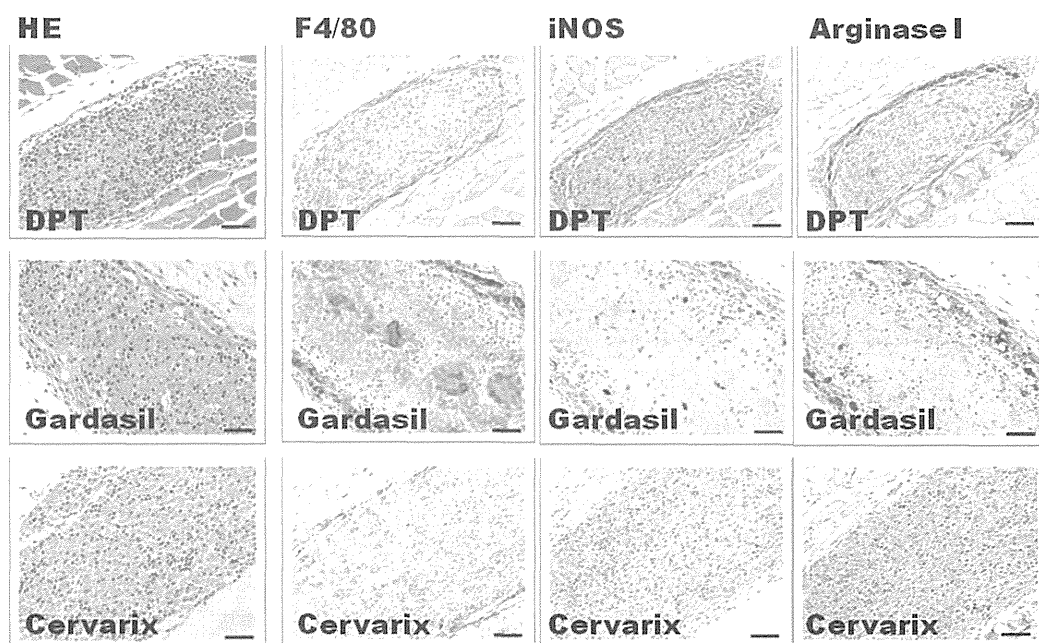 HE F4/80 iNOS Arginase I
DPT DPT DPT DPT
Gardasil Gardasil Gardasil Gardasil
Cervarix Cervarix Cervarix Cervarix